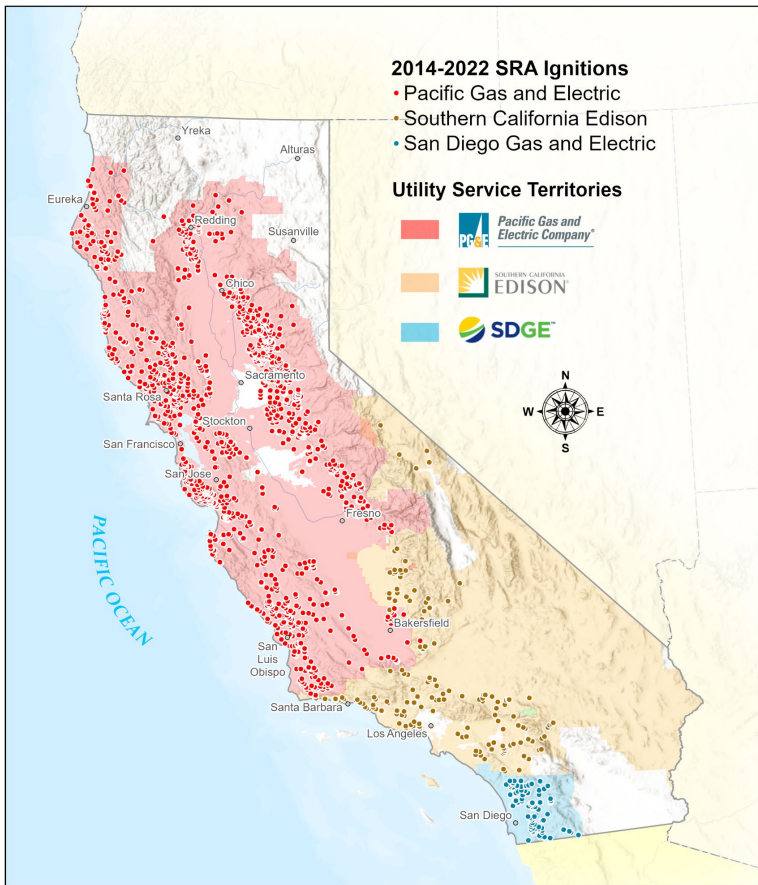 2014-2022 SRA Ignitions
Pacific Gas and Electric
Southern California Edison
San Diego Gas and Electric
Utility Service Territories
PG&E
Pacific Gas and
Electric Company®
SOUTHERN CALIFORNIA
EDISON®
SDGE™
N
W
E
S
Yreka
Alturas
Eureka
Redding
Susanville
Chico
Sacramento
Santa Rosa
Stockton
San Francisco
San Jose
Fresno
PACIFIC OCEAN
Bakersfield
San
Luis
Obispo
Santa Barbara
Los Angeles
San Diego